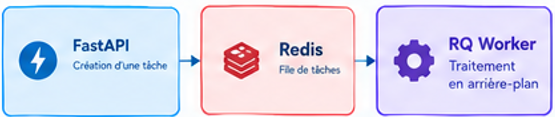 FastAPI
Création d'une tâche
Redis
File de tâches
RQ Worker
Traitement
en arrière-plan